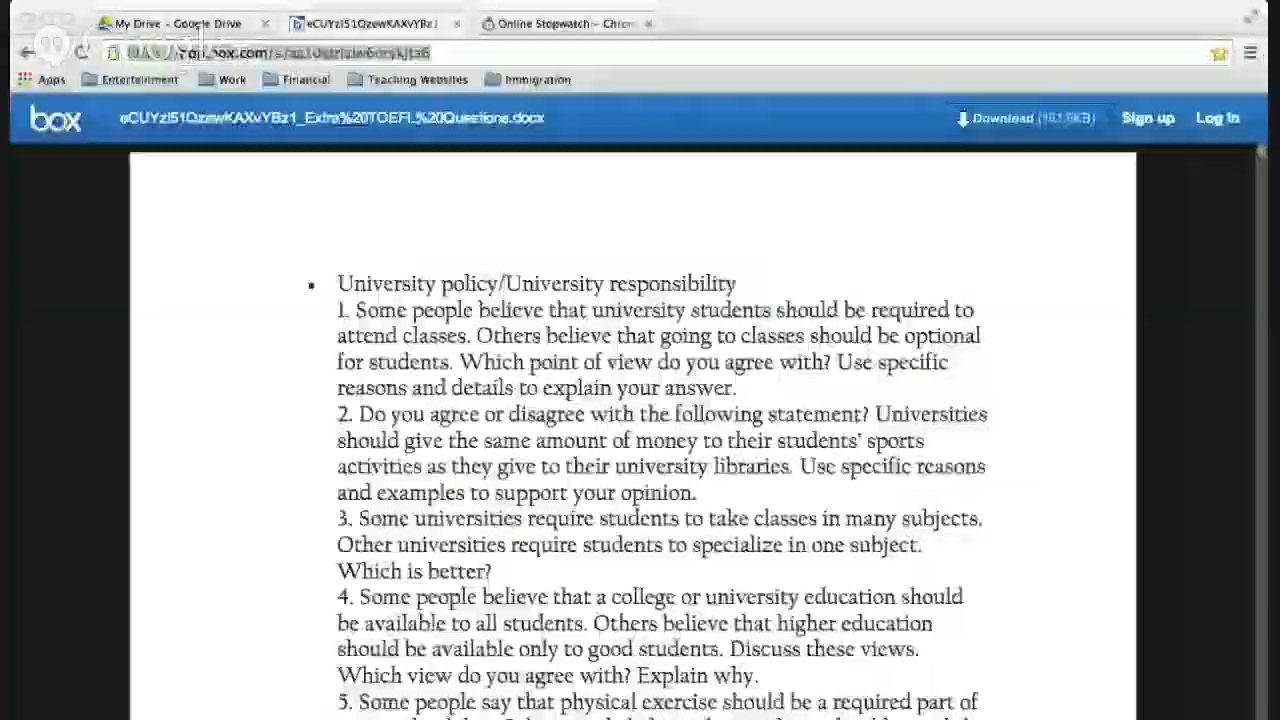 My Drive - Google Drive
Online Stopwatch - Chron
Apps
Entertainment
Work
Financial
Teaching Websites
Immigration
box
Download
Sign up
Log In
• University policy/University responsibility
1. Some people believe that university students should be required to
attend classes. Others believe that going to classes should be optional
for students. Which point of view do you agree with? Use specific
reasons and details to explain your answer.
2. Do you agree or disagree with the following statement? Universities
should give the same amount of money to their students' sports
activities as they give to their university libraries. Use specific reasons
and examples to support your opinion.
3. Some universities require students to take classes in many subjects.
Other universities require students to specialize in one subject.
Which is better?
4. Some people believe that a college or university education should
be available to all students. Others believe that higher education
should be available only to good students. Discuss these views.
Which view do you agree with? Explain why.
5. Some people say that physical exercise should be a required part of